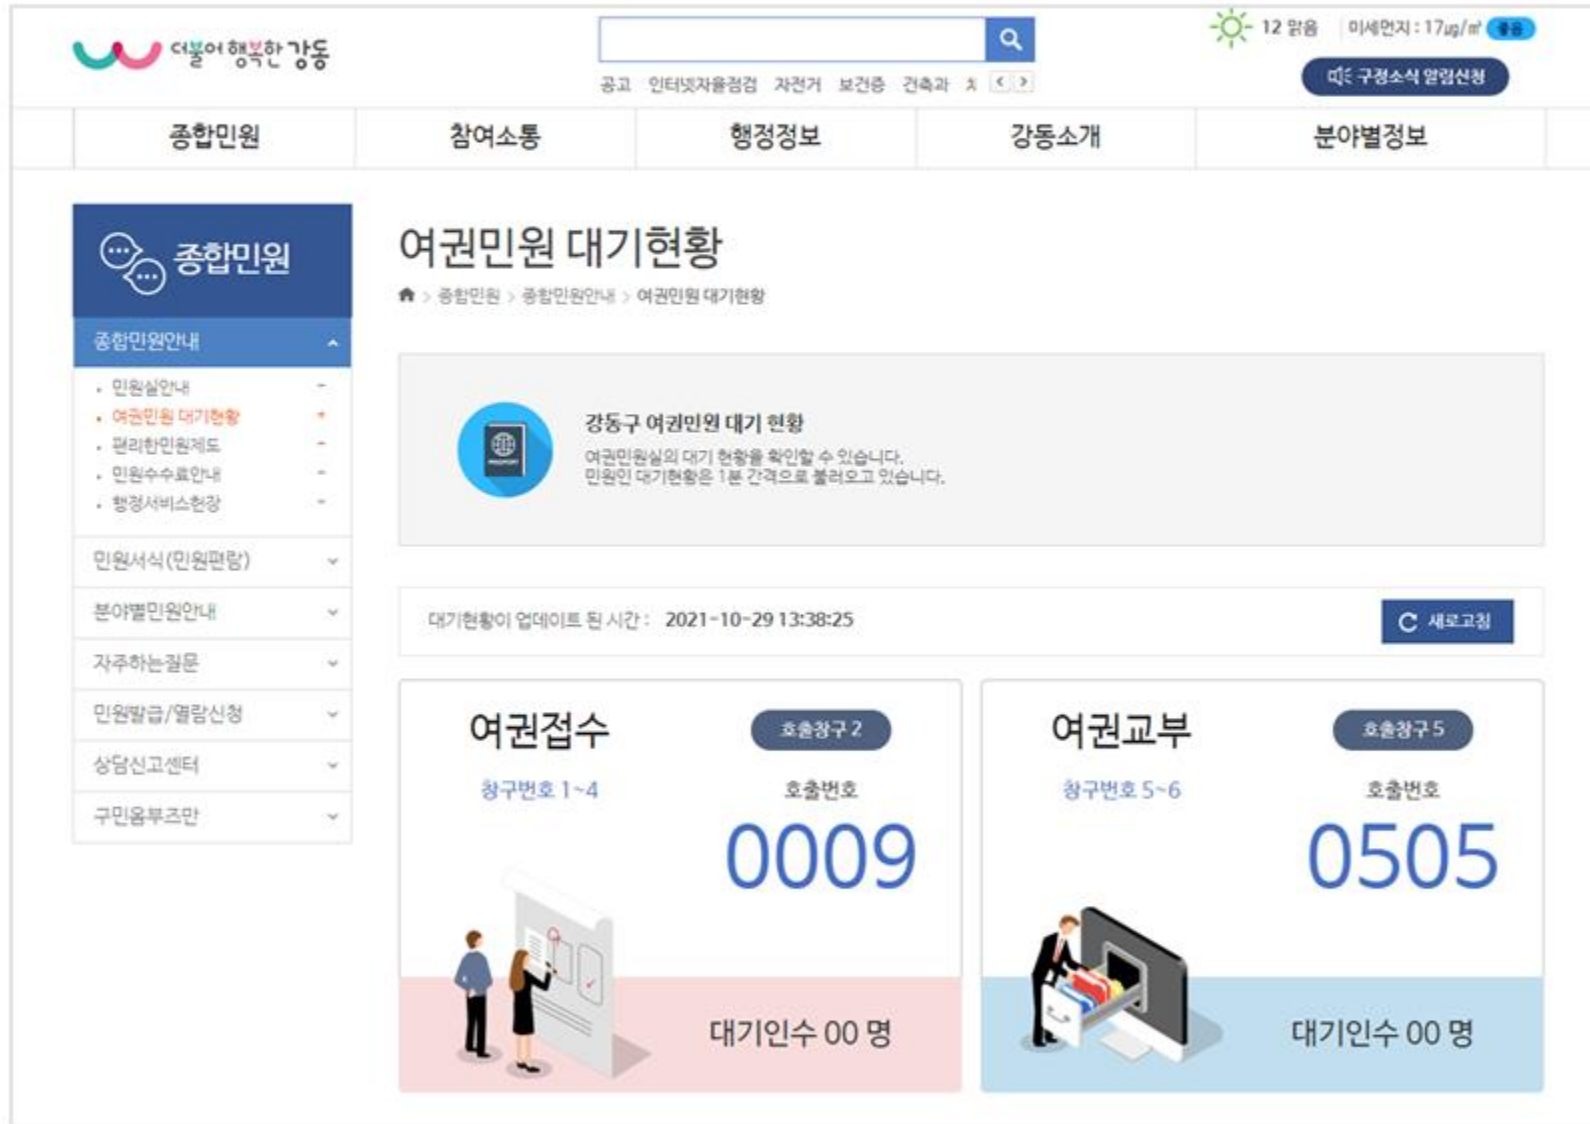 더불어 행복한 강동
12 맑음 미세먼지 : 17㎍/㎥ 좋음
공고 인터넷자율점검 자전거 보건증 건축과
구정소식 알림신청
종합민원 참여소통 행정정보 강동소개 분야별정보
종합민원
종합민원안내
민원실안내
여권민원 대기현황
편리한민원제도
민원수수료안내
행정서비스헌장
민원서식(민원편람)
분야별민원안내
자주하는질문
민원발급/열람신청
상담신고센터
구민옴부즈만
여권민원 대기현황
> 종합민원 > 종합민원안내 > 여권민원 대기현황
PASSPORT
강동구 여권민원 대기 현황
여권민원실의 대기 현황을 확인할 수 있습니다.
민원인 대기현황은 1분 간격으로 불러오고 있습니다.
대기현황이 업데이트 된 시간 : 2021-10-29 13:38:25
새로고침
여권접수
호출창구 2
창구번호 1~4
호출번호
0009
대기인수 00 명
여권교부
호출창구 5
창구번호 5~6
호출번호
0505
대기인수 00 명